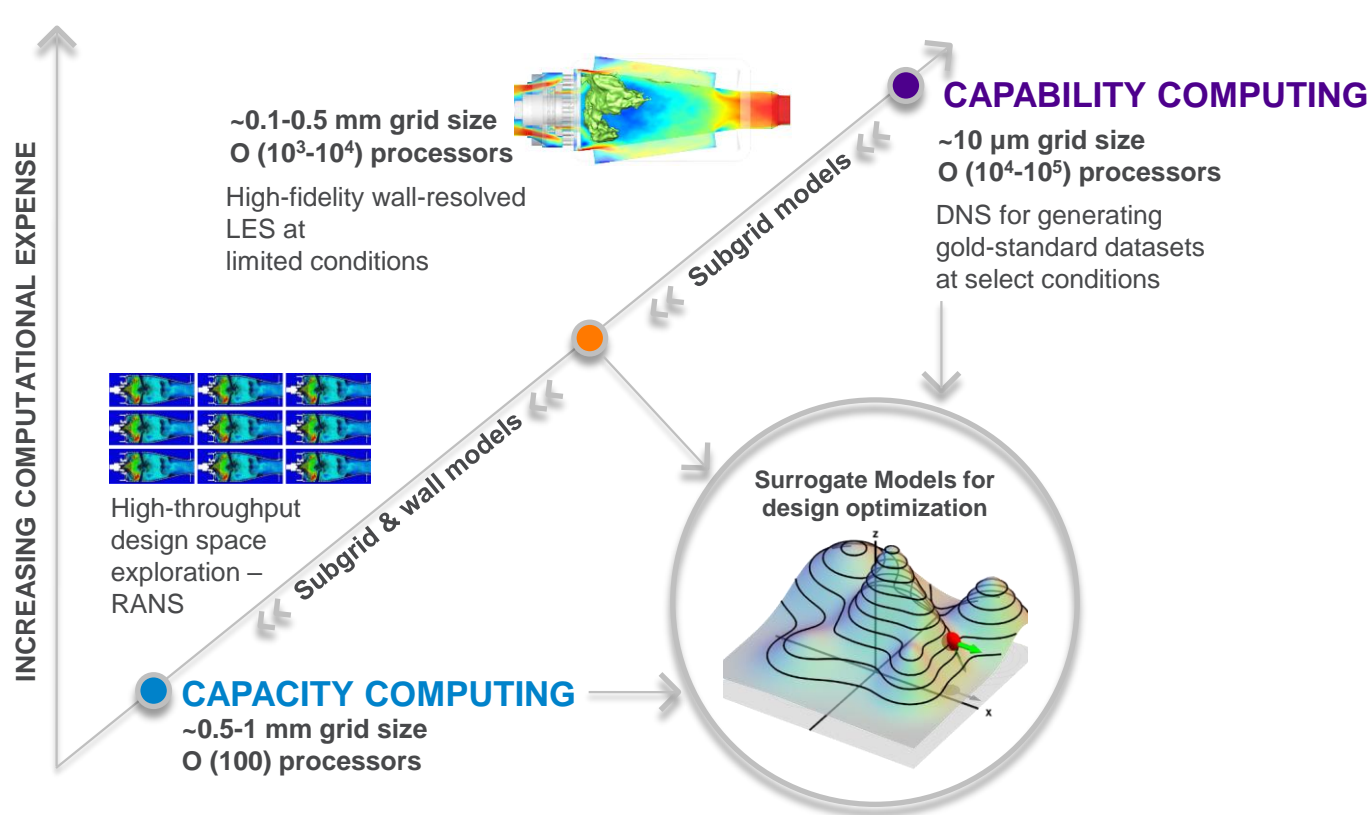 INCREASING COMPUTATIONAL EXPENSE
~0.1-0.5 mm grid size
O (10³-10⁴) processors
High-fidelity wall-resolved
LES at
limited conditions
CAPABILITY COMPUTING
~10 µm grid size
O (10⁴-10⁵) processors
DNS for generating
gold-standard datasets
at select conditions
Subgrid models
Subgrid & wall models
High-throughput
design space
exploration –
RANS
CAPACITY COMPUTING
~0.5-1 mm grid size
O (100) processors
Surrogate Models for
design optimization
z
x